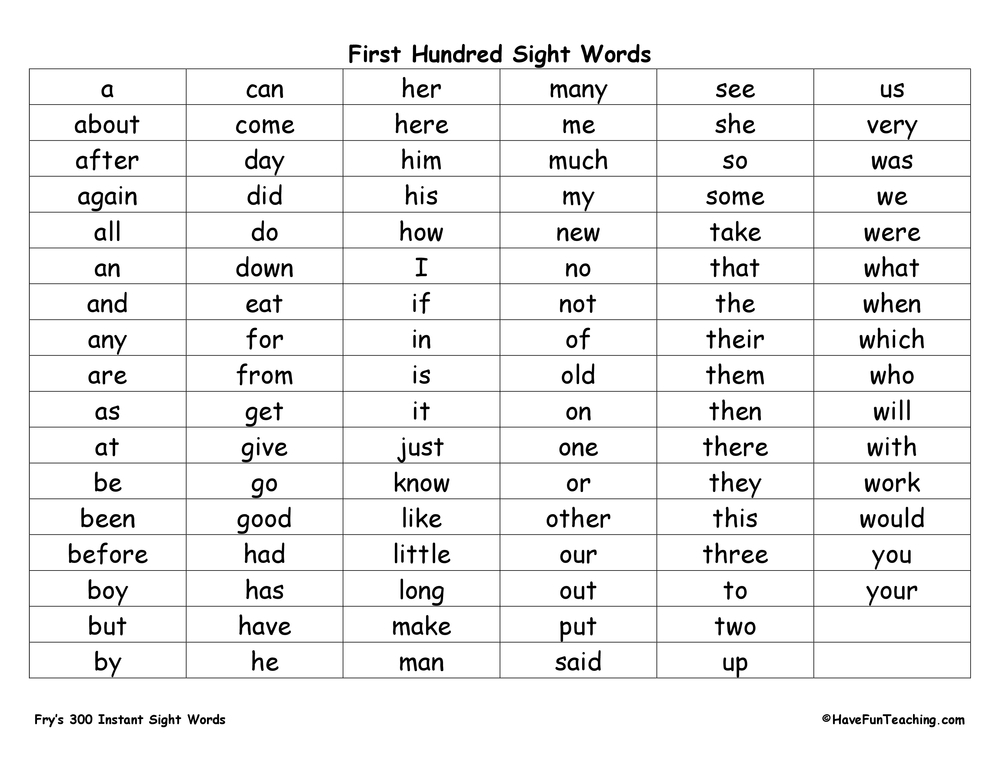 First Hundred Sight Words
a can her many see us
about come here me she very
after day him much so was
again did his my some we
all do how new take were
an down I no that what
and eat if not the when
any for in of their which
are from is old them who
as get it on then will
at give just one there with
be go know or they work
been good like other this would
before had little our three you
boy has long out to your
but have make put two
by he man said up
Fry's 300 Instant Sight Words
©HaveFunTeaching.com